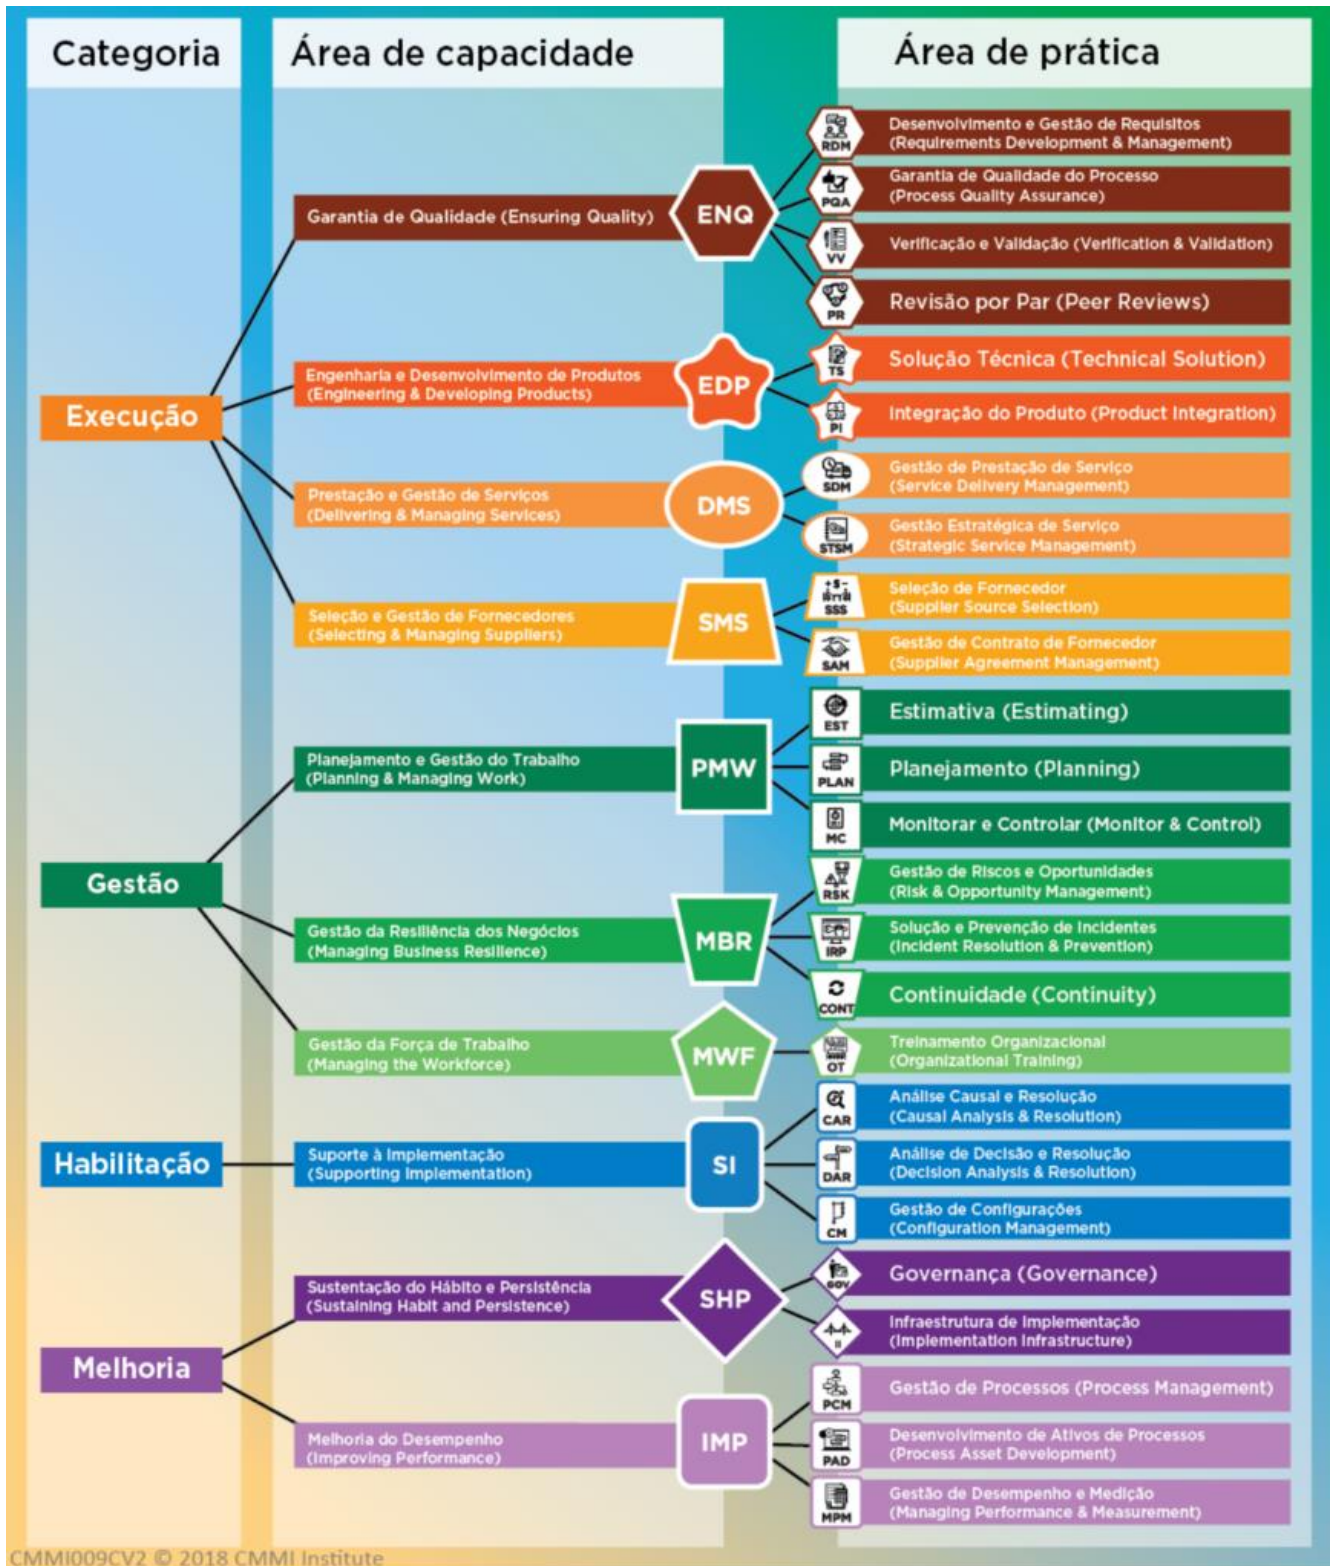 Categoria
Área de capacidade
Área de prática
Execução
Garantia de Qualidade (Ensuring Quality)
ENQ
RDM
Desenvolvimento e Gestão de Requisitos
(Requirements Development & Management)
PQA
Garantia de Qualidade do Processo
(Process Quality Assurance)
VV
Verificação e Validação (Verification & Validation)
PR
Revisão por Par (Peer Reviews)
Engenharia e Desenvolvimento de Produtos
(Engineering & Developing Products)
EDP
TS
Solução Técnica (Technical Solution)
PI
Integração do Produto (Product Integration)
Prestação e Gestão de Serviços
(Delivering & Managing Services)
DMS
SDM
Gestão de Prestação de Serviço
(Service Delivery Management)
STSM
Gestão Estratégica de Serviço
(Strategic Service Management)
Seleção e Gestão de Fornecedores
(Selecting & Managing Suppliers)
SMS
+$-
SSS
Seleção de Fornecedor
(Supplier Source Selection)
SAM
Gestão de Contrato de Fornecedor
(Supplier Agreement Management)
Gestão
Planejamento e Gestão do Trabalho
(Planning & Managing Work)
PMW
EST
Estimativa (Estimating)
PLAN
Planejamento (Planning)
MC
Monitorar e Controlar (Monitor & Control)
Gestão da Resiliência dos Negócios
(Managing Business Resilience)
MBR
RSK
Gestão de Riscos e Oportunidades
(Risk & Opportunity Management)
IRP
Solução e Prevenção de Incidentes
(Incident Resolution & Prevention)
CONT
Continuidade (Continuity)
Gestão da Força de Trabalho
(Managing the Workforce)
MWF
OT
Treinamento Organizacional
(Organizational Training)
Habilitação
Suporte à Implementação
(Supporting Implementation)
SI
CAR
Análise Causal e Resolução
(Causal Analysis & Resolution)
DAR
Análise de Decisão e Resolução
(Decision Analysis & Resolution)
CM
Gestão de Configurações
(Configuration Management)
Melhoria
Sustentação do Hábito e Persistência
(Sustaining Habit and Persistence)
SHP
GOV
Governança (Governance)
II
Infraestrutura de Implementação
(Implementation Infrastructure)
Melhoria do Desempenho
(Improving Performance)
IMP
PCM
Gestão de Processos (Process Management)
PAD
Desenvolvimento de Ativos de Processos
(Process Asset Development)
MPM
Gestão de Desempenho e Medição
(Managing Performance & Measurement)
CMMI009CV2 © 2018 CMMI Institute